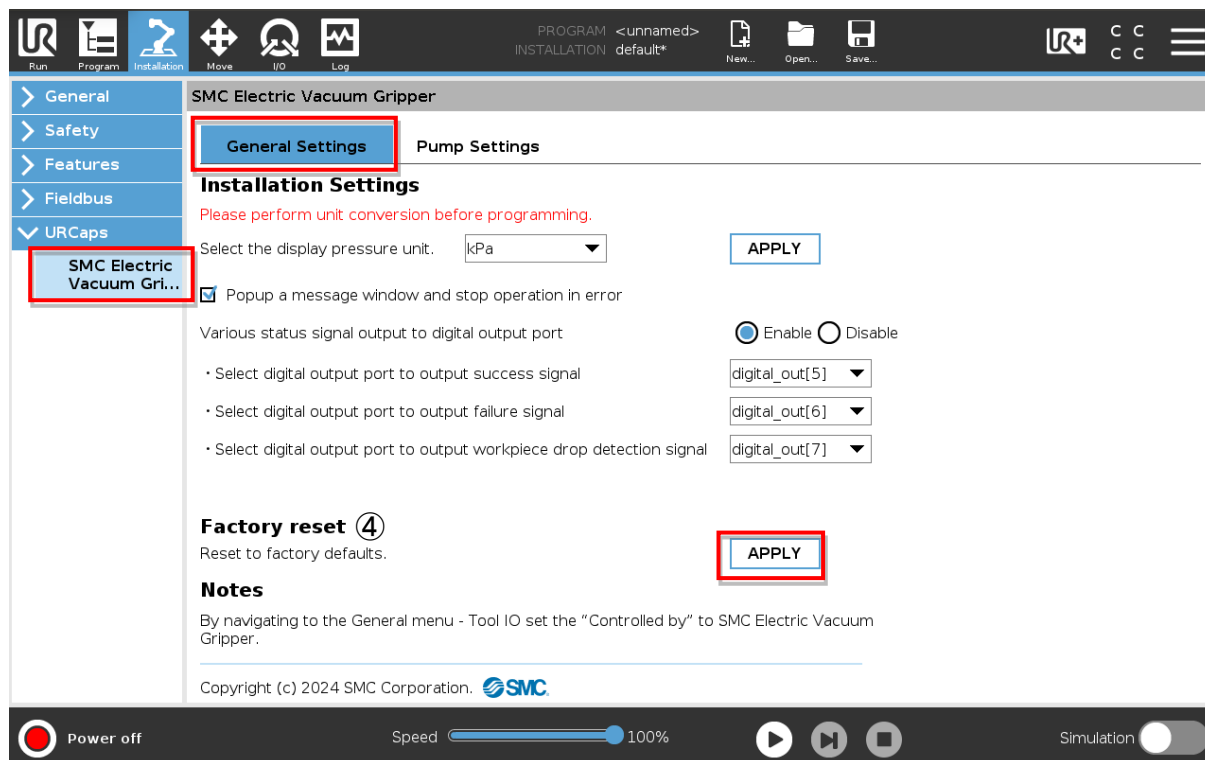 PROGRAM <unnamed>
INSTALLATION default*
Run Program Installation Move I/O Log New... Open... Save...
UR+
C C
C C
General
Safety
Features
Fieldbus
URCaps
SMC Electric
Vacuum Gri...
SMC Electric Vacuum Gripper
General Settings Pump Settings
Installation Settings
Please perform unit conversion before programming.
Select the display pressure unit. kPa APPLY
Popup a message window and stop operation in error
Various status signal output to digital output port Enable Disable
・Select digital output port to output success signal digital_out[5]
・Select digital output port to output failure signal digital_out[6]
・Select digital output port to output workpiece drop detection signal digital_out[7]
Factory reset ④
Reset to factory defaults. APPLY
Notes
By navigating to the General menu - Tool IO set the “Controlled by” to SMC Electric Vacuum
Gripper.
Copyright (c) 2024 SMC Corporation. SMC.
Power off Speed 100% Simulation